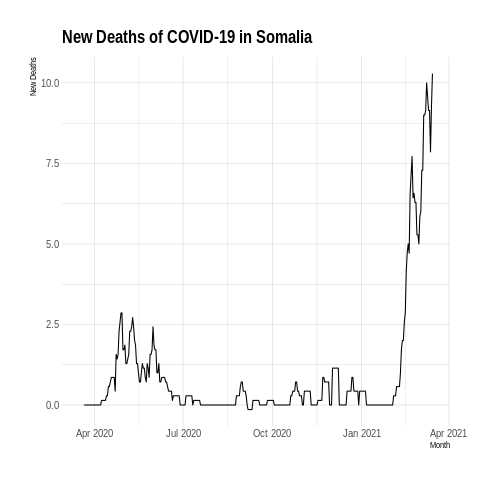 New Deaths of COVID-19 in Somalia
New Deaths
10.0
7.5
5.0
2.5
0.0
Apr 2020
Jul 2020
Oct 2020
Jan 2021
Apr 2021
Month